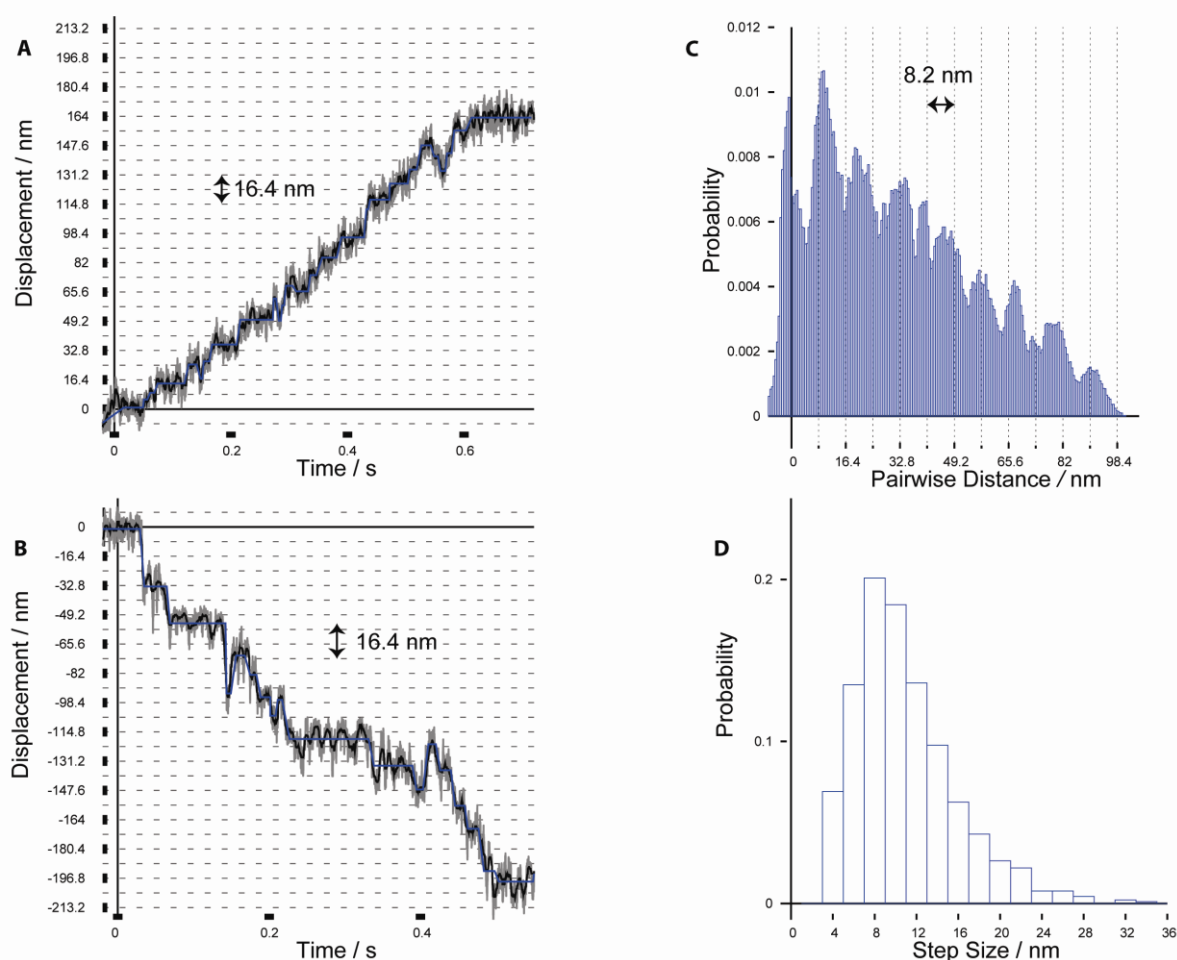 A
Displacement / nm
213.2
196.8
180.4
164
147.6
131.2
114.8
98.4
82
65.6
49.2
32.8
16.4
0
16.4 nm
0 0.2 0.4 0.6
Time / s
B
Displacement / nm
0
-16.4
-32.8
-49.2
-65.6
-82
-98.4
-114.8
-131.2
-147.6
-164
-180.4
-196.8
-213.2
16.4 nm
0 0.2 0.4
Time / s
C
Probability
0.012
0.01
0.008
0.006
0.004
0.002
0
8.2 nm
0 16.4 32.8 49.2 65.6 82 98.4
Pairwise Distance / nm
D
Probability
0.2
0.1
0
0 4 8 12 16 20 24 28 32 36
Step Size / nm